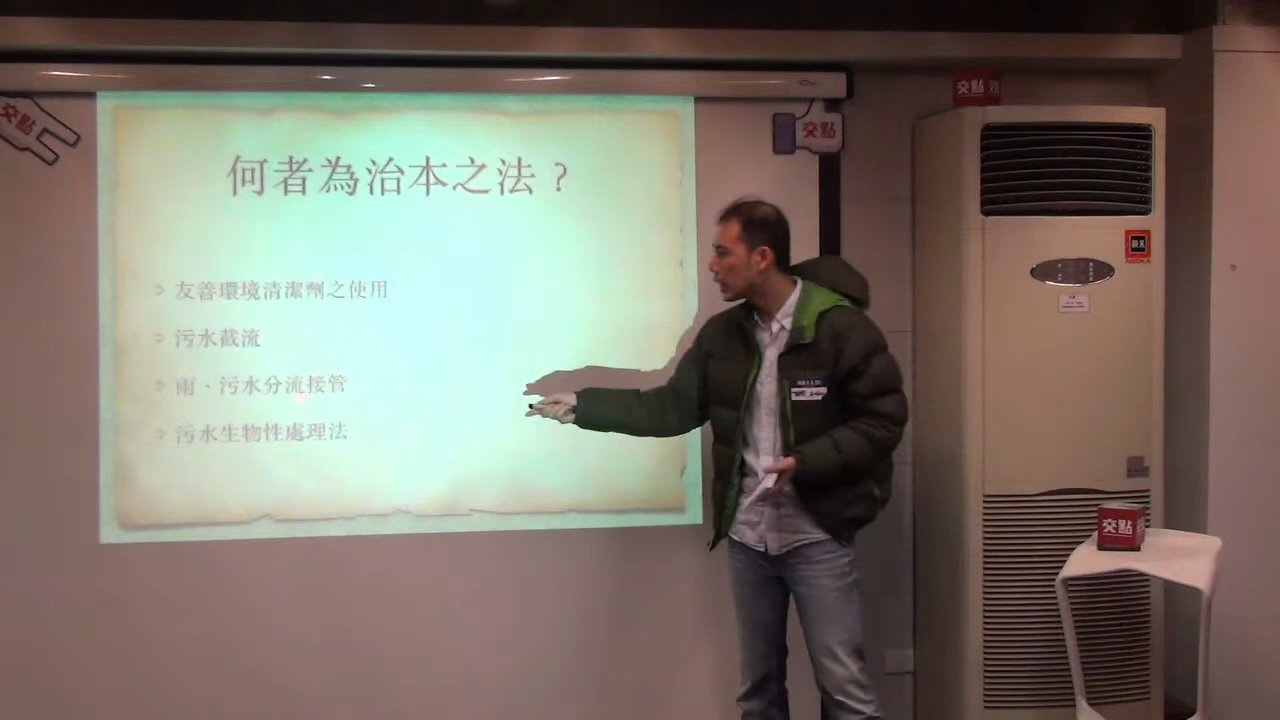 何者為治本之法?
友善環境清潔劑之使用
污水截流
雨、污水分流接管
污水生物性處理法
交點
交點
交點
交點